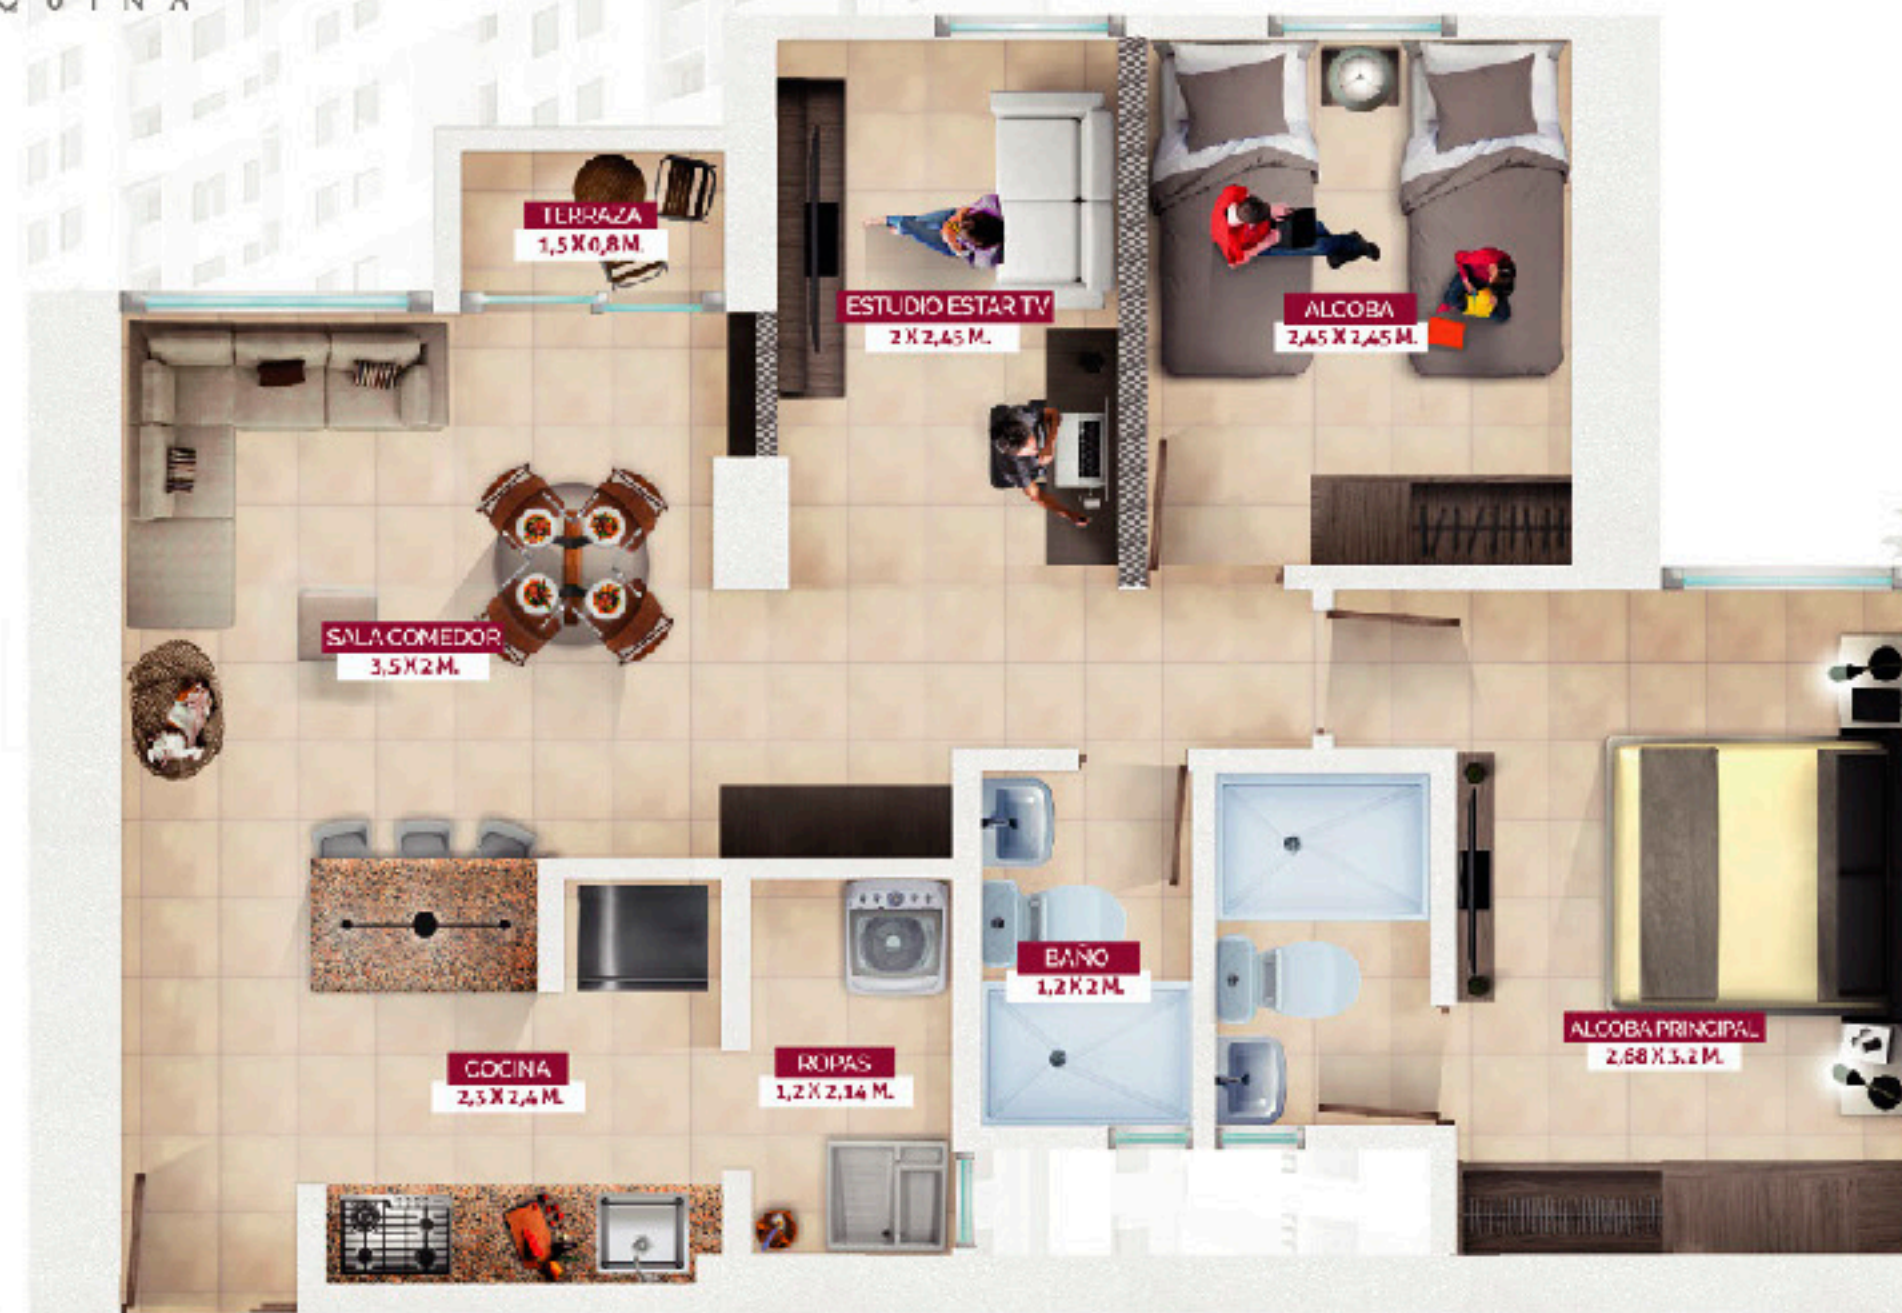 TERRAZA
1,5 X 0,8 M.
ESTUDIO ESTAR TV
2 X 2,45 M.
ALCOBA
2,45 X 2,45 M.
SALA COMEDOR
3,5 X 2 M.
BAÑO
1,2 X 2 M.
ALCOBA PRINCIPAL
2,68 X 3,2 M.
COCINA
2,3 X 2,4 M.
ROPAS
1,2 X 2,14 M.